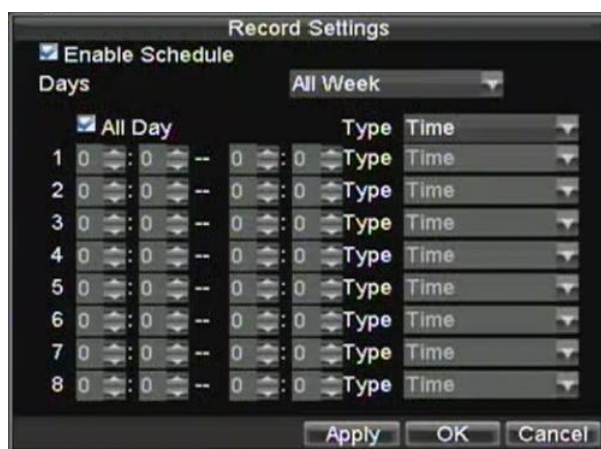 Record Settings
Enable Schedule
Days All Week
All Day Type Time
1 0 : 0 -- 0 : 0 Type Time
2 0 : 0 -- 0 : 0 Type Time
3 0 : 0 -- 0 : 0 Type Time
4 0 : 0 -- 0 : 0 Type Time
5 0 : 0 -- 0 : 0 Type Time
6 0 : 0 -- 0 : 0 Type Time
7 0 : 0 -- 0 : 0 Type Time
8 0 : 0 -- 0 : 0 Type Time
Apply OK Cancel